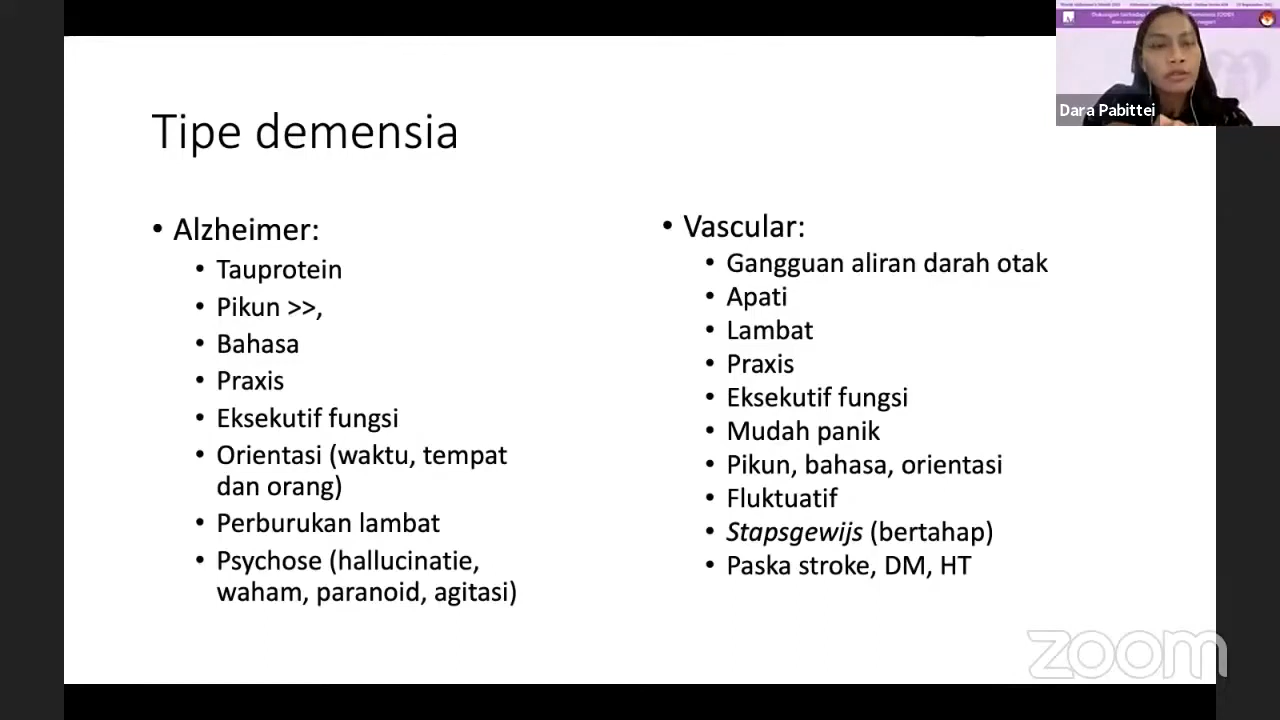 Dara Pabittei
Tipe demensia
• Alzheimer:
• Tauprotein
• Pikun >>,
• Bahasa
• Praxis
• Eksekutif fungsi
• Orientasi (waktu, tempat
dan orang)
• Perburukan lambat
• Psychose (hallucinatie,
waham, paranoid, agitasi)
• Vascular:
• Gangguan aliran darah otak
• Apati
• Lambat
• Praxis
• Eksekutif fungsi
• Mudah panik
• Pikun, bahasa, orientasi
• Fluktuatif
• Stapsgewijs (bertahap)
• Paska stroke, DM, HT
zoom